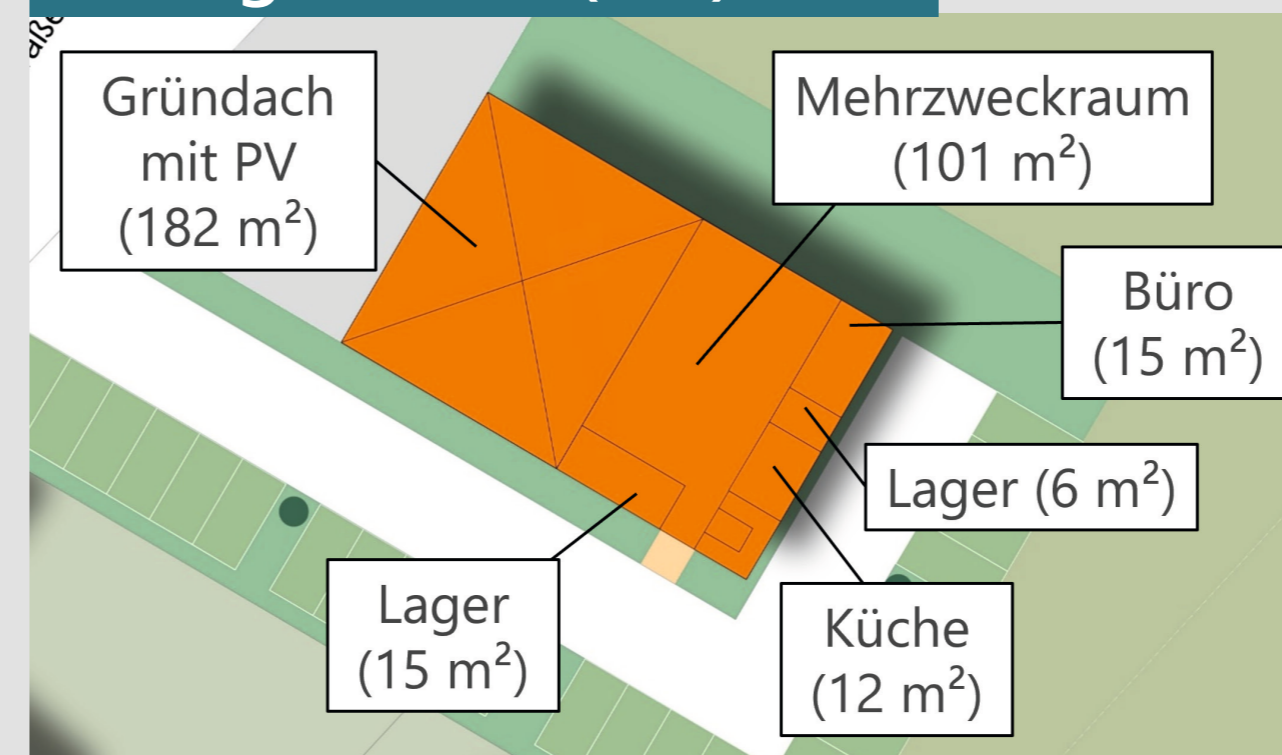 Gründach
mit PV
(182 m²)
Mehrzweckraum
(101 m²)
Büro
(15 m²)
Lager (6 m²)
Küche
(12 m²)
Lager
(15 m²)